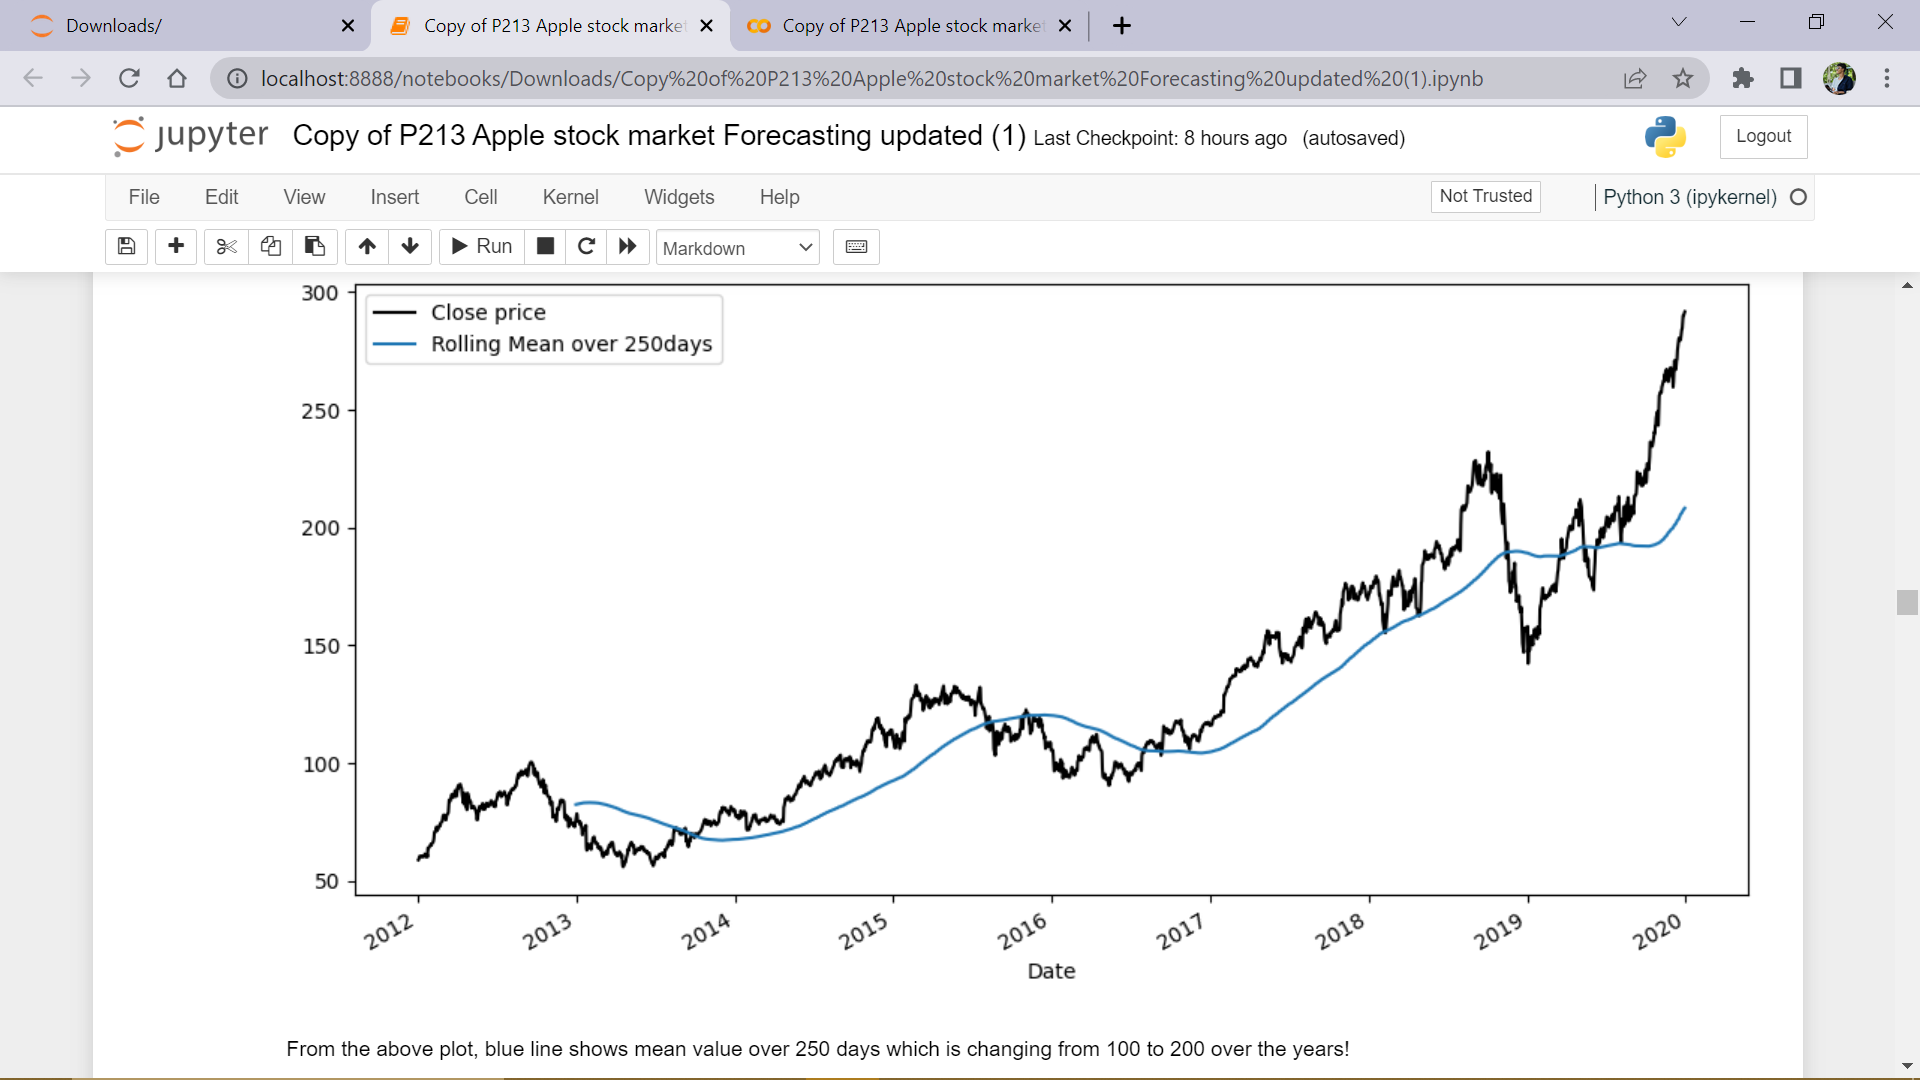 Downloads/
Copy of P213 Apple stock market
Copy of P213 Apple stock market
localhost:8888/notebooks/Downloads/Copy%20of%20P213%20Apple%20stock%20market%20Forecasting%20updated%20(1).ipynb
jupyter Copy of P213 Apple stock market Forecasting updated (1) Last Checkpoint: 8 hours ago (autosaved)
Logout
File Edit View Insert Cell Kernel Widgets Help
Not Trusted
Python 3 (ipykernel)
Run
Markdown
Close price
Rolling Mean over 250days
300
250
200
150
100
50
2012 2013 2014 2015 2016 2017 2018 2019 2020
Date
From the above plot, blue line shows mean value over 250 days which is changing from 100 to 200 over the years!